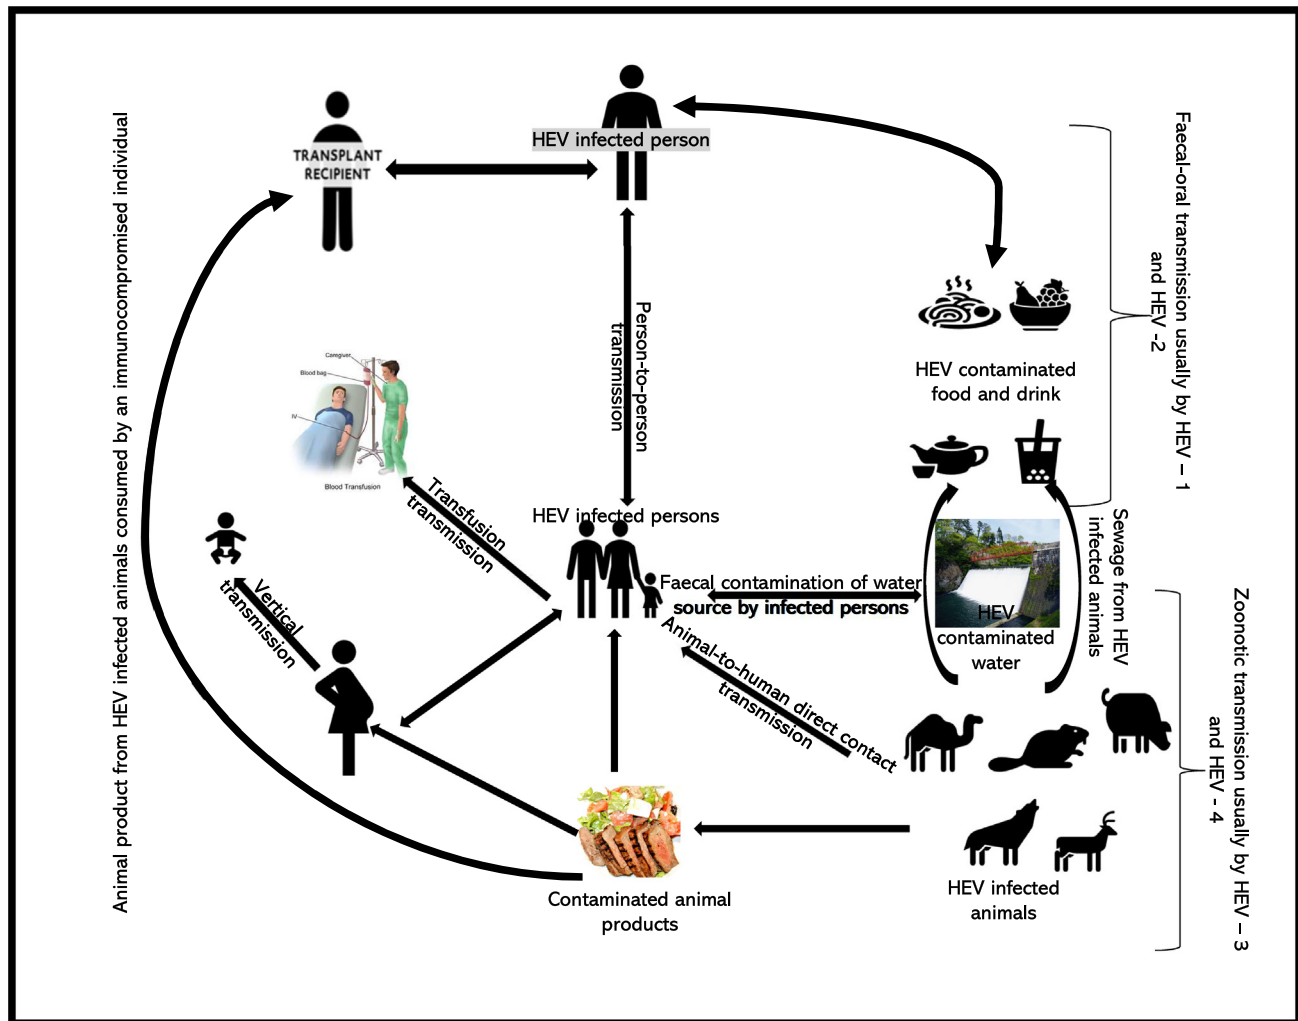 HEV infected person
TRANSPLANT
RECIPIENT
Animal product from HEV infected animals consumed by an immunocompromised individual
Faecal-oral transmission usually by HEV – 1
and HEV -2
Person-to-person
transmission
HEV contaminated
food and drink
Caregiver
Blood bag
IV
Blood Transfusion
Transfusion
transmission
HEV infected persons
Sewage from HEV
infected animals
Faecal contamination of water
source by infected persons
HEV
contaminated
water
Vertical
transmission
Animal-to-human direct contact
transmission
Zoonotic transmission usually by HEV – 3
and HEV - 4
Contaminated animal
products
HEV infected
animals